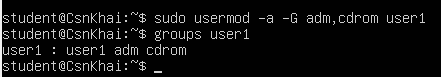 student@CsnKhai:~$ sudo usermod -a -G adm,cdrom user1
student@CsnKhai:~$ groups user1
user1 : user1 adm cdrom
student@CsnKhai:~$ _